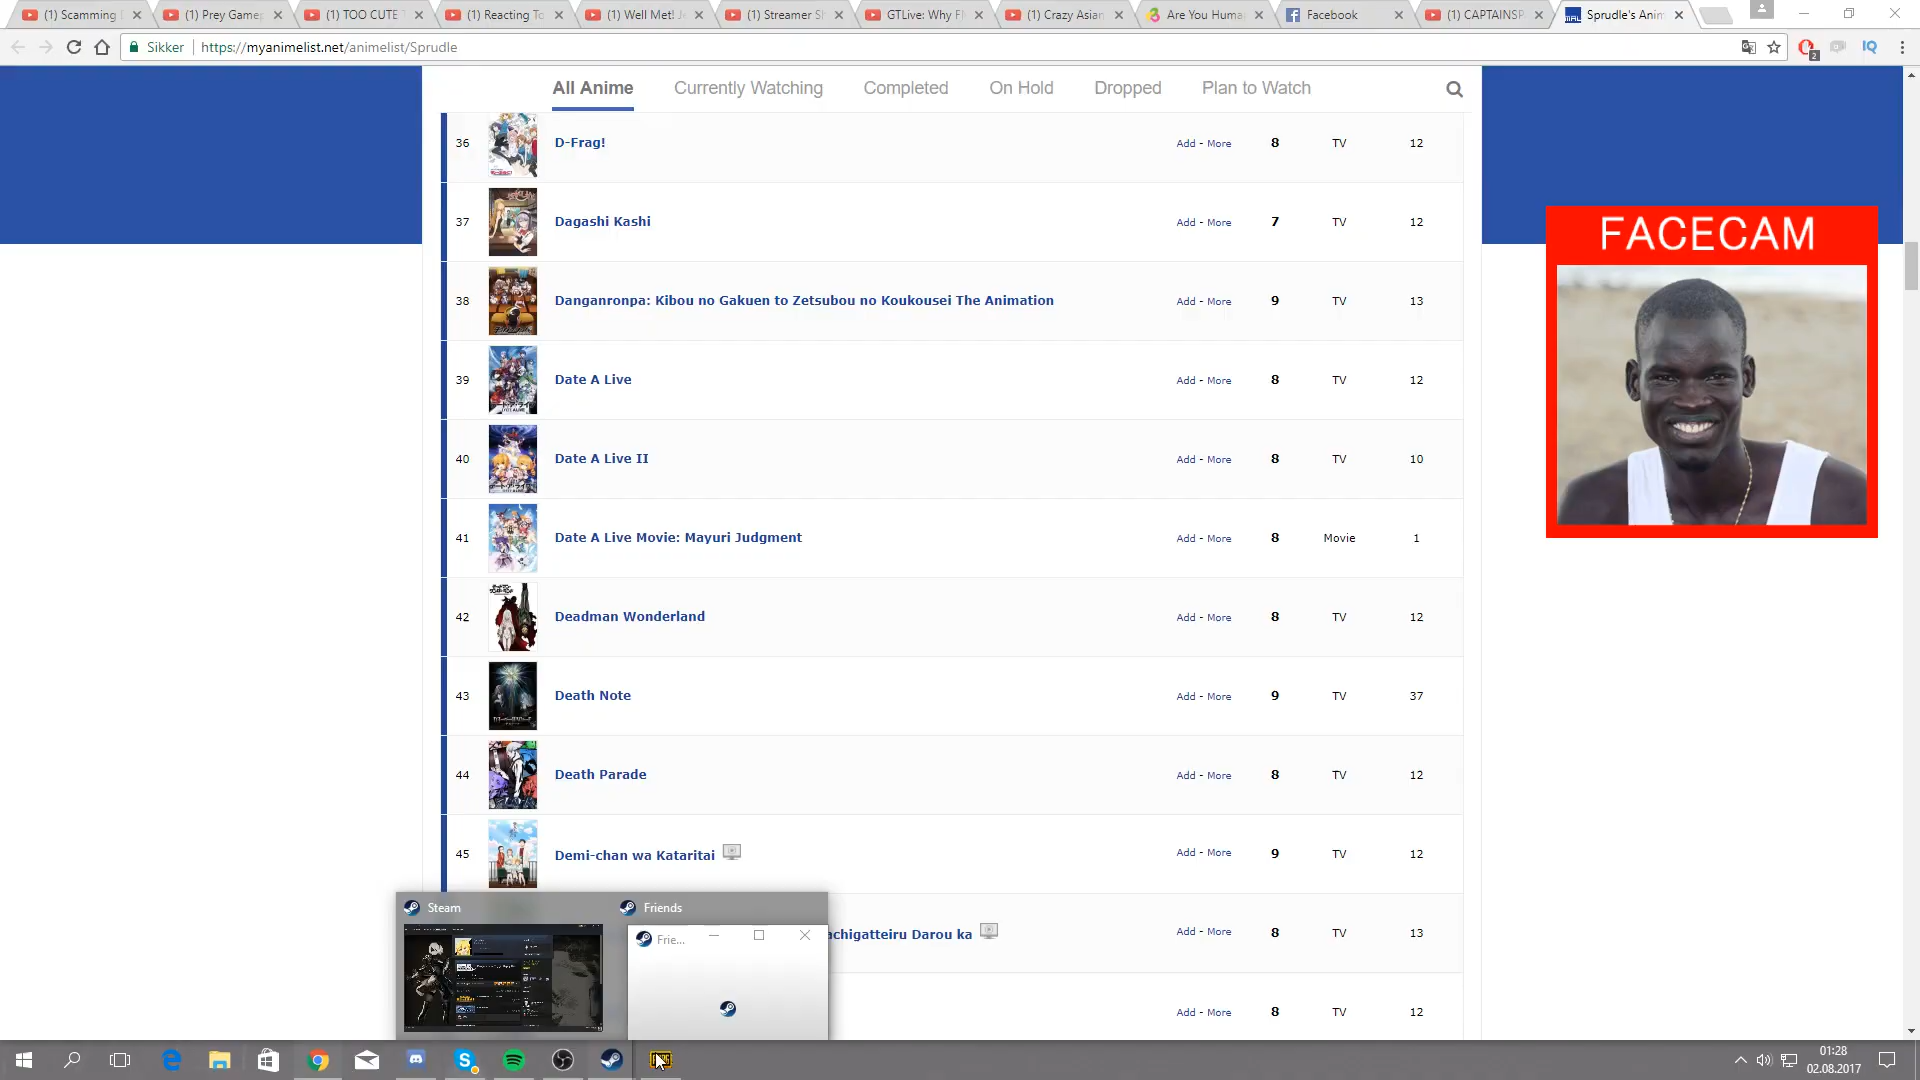 (1) Scamming
(1) Prey Gamep
(1) TOO CUTE
(1) Reacting To
(1) Well Met!
(1) Streamer
GTLive: Why
(1) Crazy Asian
Are You Huma
Facebook
(1) CAPTAINSP
Sprudle's Anim
Sikker
https://myanimelist.net/animelist/Sprudle
2
IQ
All Anime
Currently Watching
Completed
On Hold
Dropped
Plan to Watch
36 D-Frag! Add - More 8 TV 12
37 Dagashi Kashi Add - More 7 TV 12
38 Danganronpa: Kibou no Gakuen to Zetsubou no Koukousei The Animation Add - More 9 TV 13
39 Date A Live Add - More 8 TV 12
40 Date A Live II Add - More 8 TV 10
41 Date A Live Movie: Mayuri Judgment Add - More 8 Movie 1
42 Deadman Wonderland Add - More 8 TV 12
43 Death Note Add - More 9 TV 37
44 Death Parade Add - More 8 TV 12
45 Demi-chan wa Kataritai Add - More 9 TV 12
achigatteiru Darou ka Add - More 8 TV 13
Add - More 8 TV 12
FACECAM
Steam
Friends
Frie...
01:28
02.08.2017